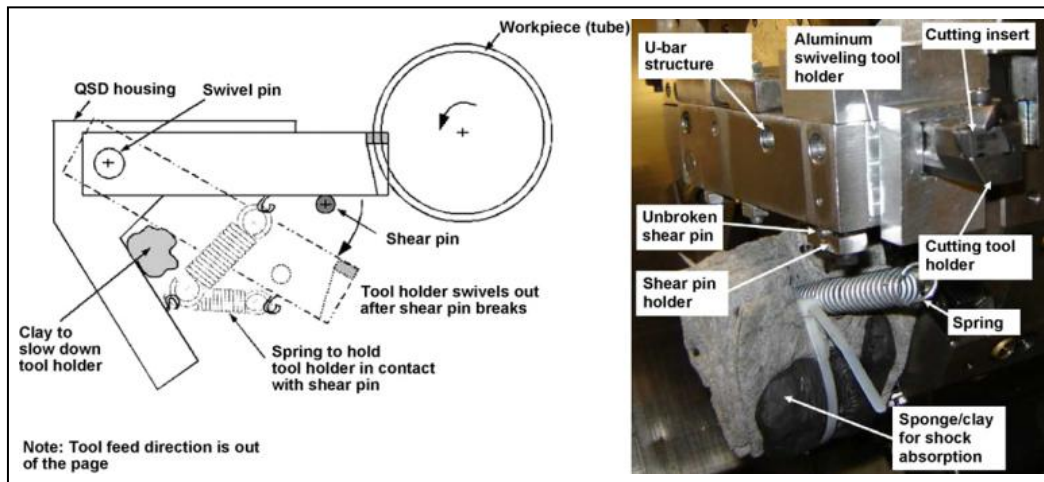 Workpiece (tube)
QSD housing
Swivel pin
Shear pin
Tool holder swivels out
after shear pin breaks
Clay to
slow down
tool holder
Spring to hold
tool holder in contact
with shear pin
Note: Tool feed direction is out
of the page
U-bar
structure
Aluminum
swiveling tool
holder
Cutting insert
Unbroken
shear pin
Shear pin
holder
Cutting tool
holder
Spring
Sponge/clay
for shock
absorption